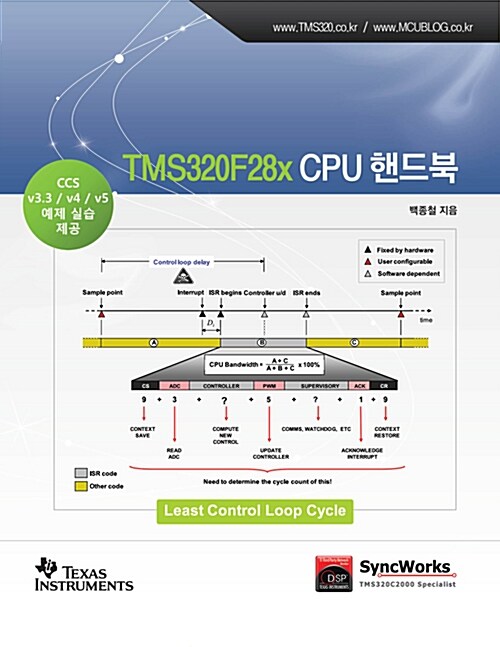 www.TMS320.co.kr / www.MCUBLOG.co.kr
TMS320F28x CPU 핸드북
CCS
v3.3 / v4 / v5
예제 실습
제공
백종철 지음
Control loop delay
Fixed by hardware
User configurable
Software dependent
Sample point
Interrupt
ISR begins
Controller u/d
ISR ends
Sample point
time
A
B
C
CPU Bandwidth = A + C / A + B + C x 100%
CS ADC CONTROLLER PWM SUPERVISORY ACK CR
9 + 3 + ? + 5 + ? + 1 + 9
CONTEXT
SAVE
READ
ADC
COMPUTE
NEW
CONTROL
UPDATE
CONTROLLER
COMMS, WATCHDOG, ETC
ACKNOWLEDGE
INTERRUPT
CONTEXT
RESTORE
Need to determine the cycle count of this!
ISR code
Other code
Least Control Loop Cycle
TEXAS
INSTRUMENTS
DSP
SyncWorks
TMS320C2000 Specialist